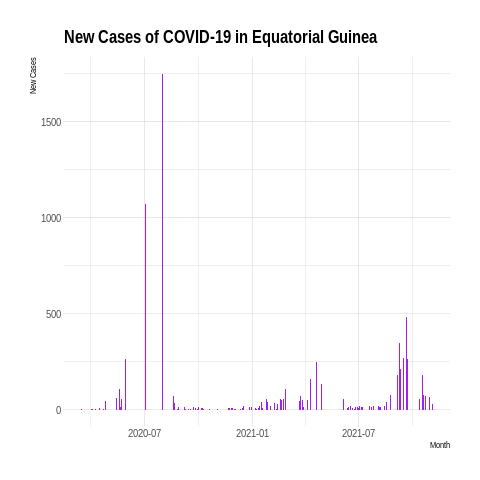 New Cases of COVID-19 in Equatorial Guinea
New Cases
1500
1000
500
0
2020-07
2021-01
2021-07
Month